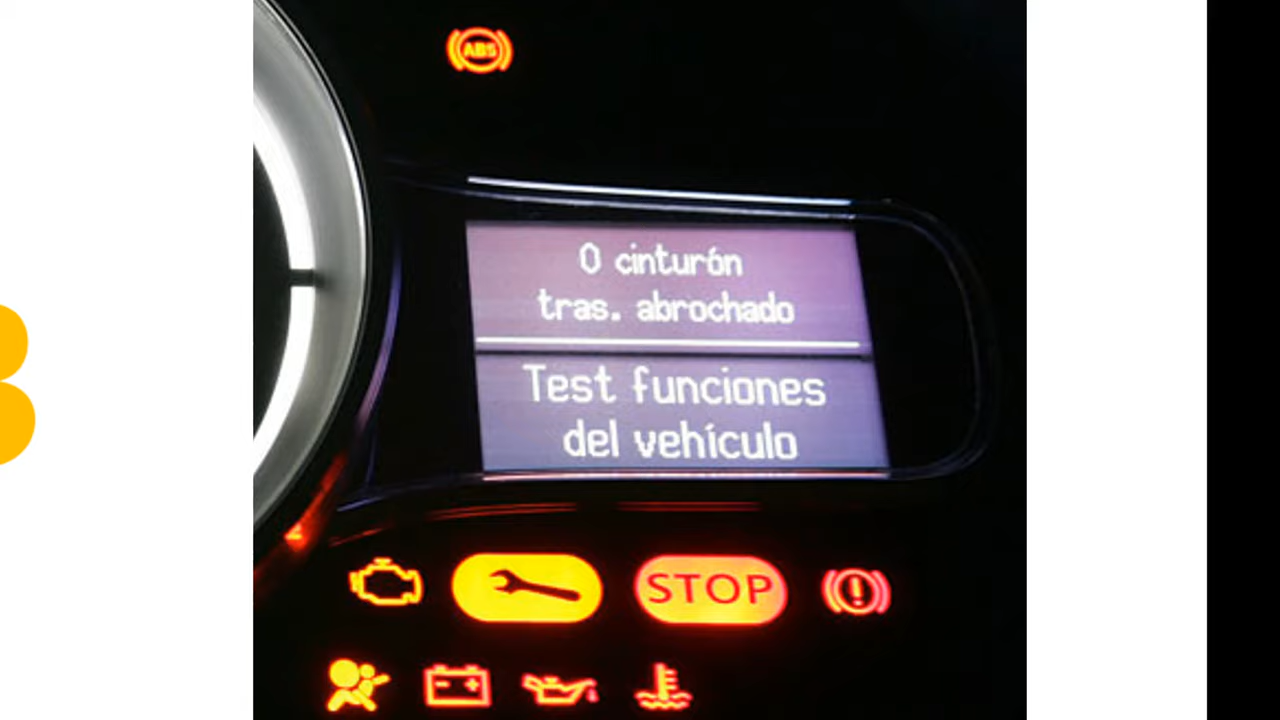 ABS
0 cinturón
tras. abrochado
Test funciones
del vehículo
STOP